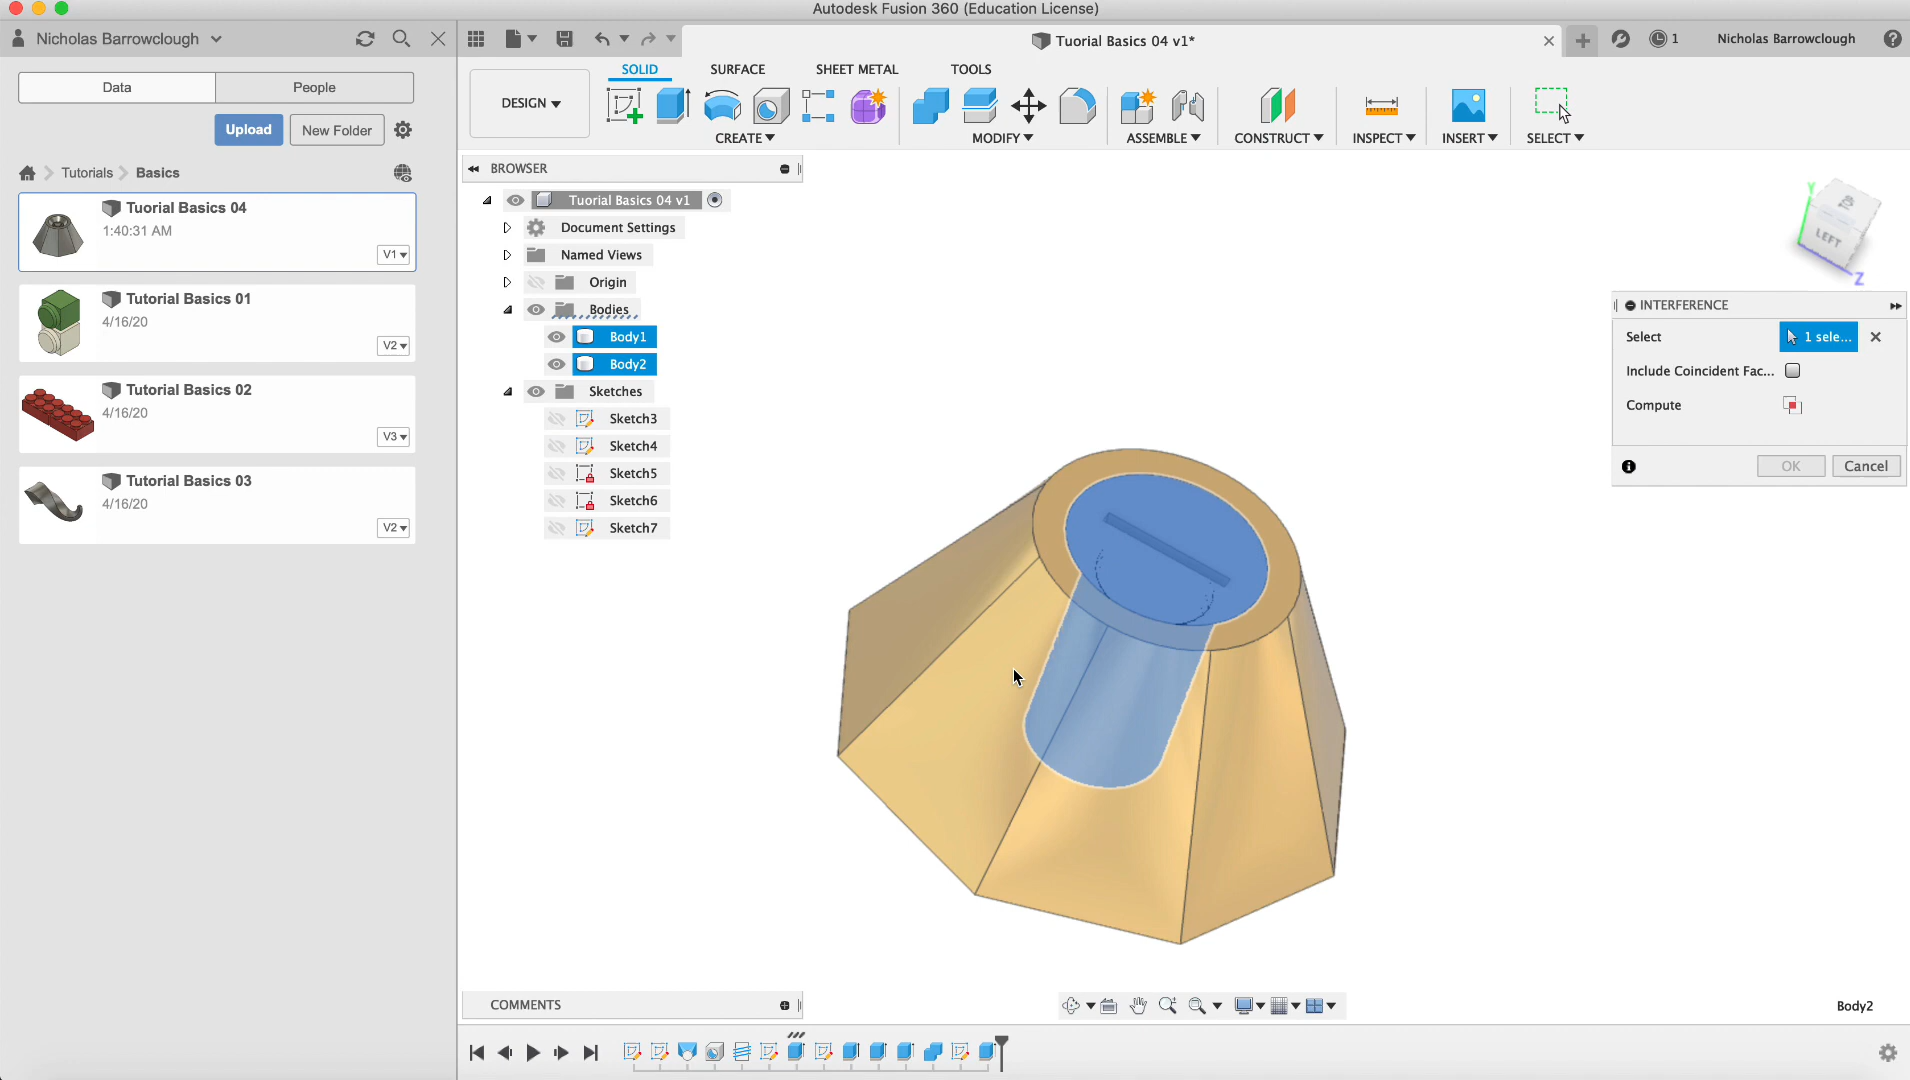 Autodesk Fusion 360 (Education License)
Nicholas Barrowclough
Tuorial Basics 04 v1*
1
Nicholas Barrowclough
Data
People
Upload
New Folder
Tutorials
Basics
Tuorial Basics 04
1:40:31 AM
V1
Tutorial Basics 01
4/16/20
V2
Tutorial Basics 02
4/16/20
V3
Tutorial Basics 03
4/16/20
V2
DESIGN
SOLID
SURFACE
SHEET METAL
TOOLS
CREATE
MODIFY
ASSEMBLE
CONSTRUCT
INSPECT
INSERT
SELECT
BROWSER
Tuorial Basics 04 v1
Document Settings
Named Views
Origin
Bodies
Body1
Body2
Sketches
Sketch3
Sketch4
Sketch5
Sketch6
Sketch7
Y
LEFT
Z
INTERFERENCE
Select
1 sele...
Include Coincident Fac...
Compute
OK
Cancel
COMMENTS
Body2